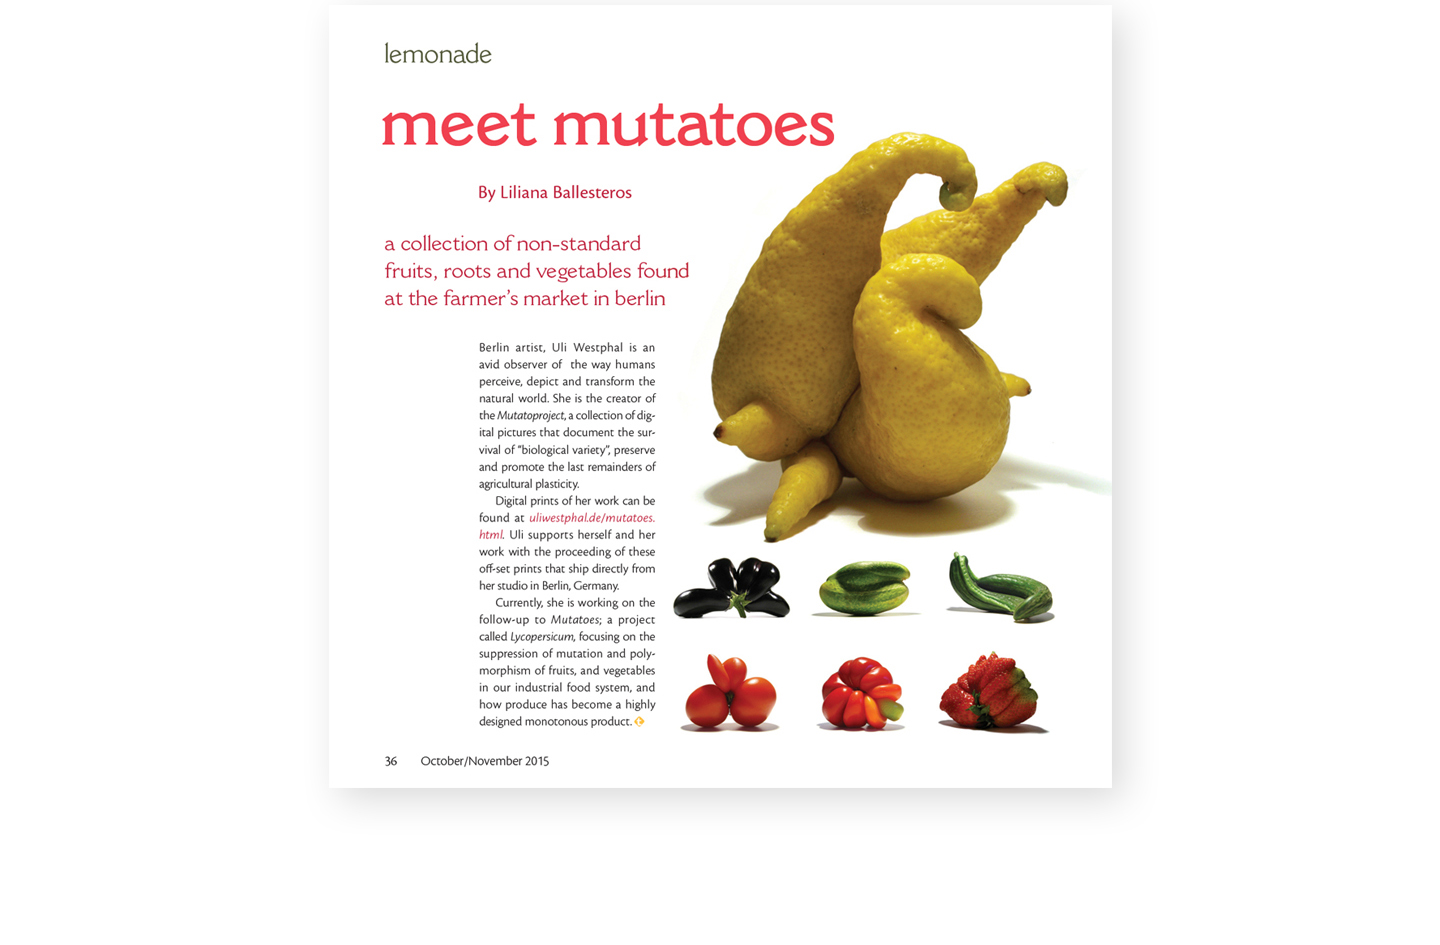 lemonade
meet mutatoes
By Liliana Ballesteros
a collection of non-standard
fruits, roots and vegetables found
at the farmer's market in berlin
Berlin artist, Uli Westphal is an
avid observer of the way humans
perceive, depict and transform the
natural world. She is the creator of
the Mutatoproject, a collection of dig-
ital pictures that document the sur-
vival of "biological variety", preserve
and promote the last remainders of
agricultural plasticity.
Digital prints of her work can be
found at uliwestphal.de/mutatoes.
html. Uli supports herself and her
work with the proceeding of these
off-set prints that ship directly from
her studio in Berlin, Germany.
Currently, she is working on the
follow-up to Mutatoes; a project
called Lycopersicum, focusing on the
suppression of mutation and poly-
morphism of fruits, and vegetables
in our industrial food system, and
how produce has become a highly
designed monotonous product.
36 October/November 2015